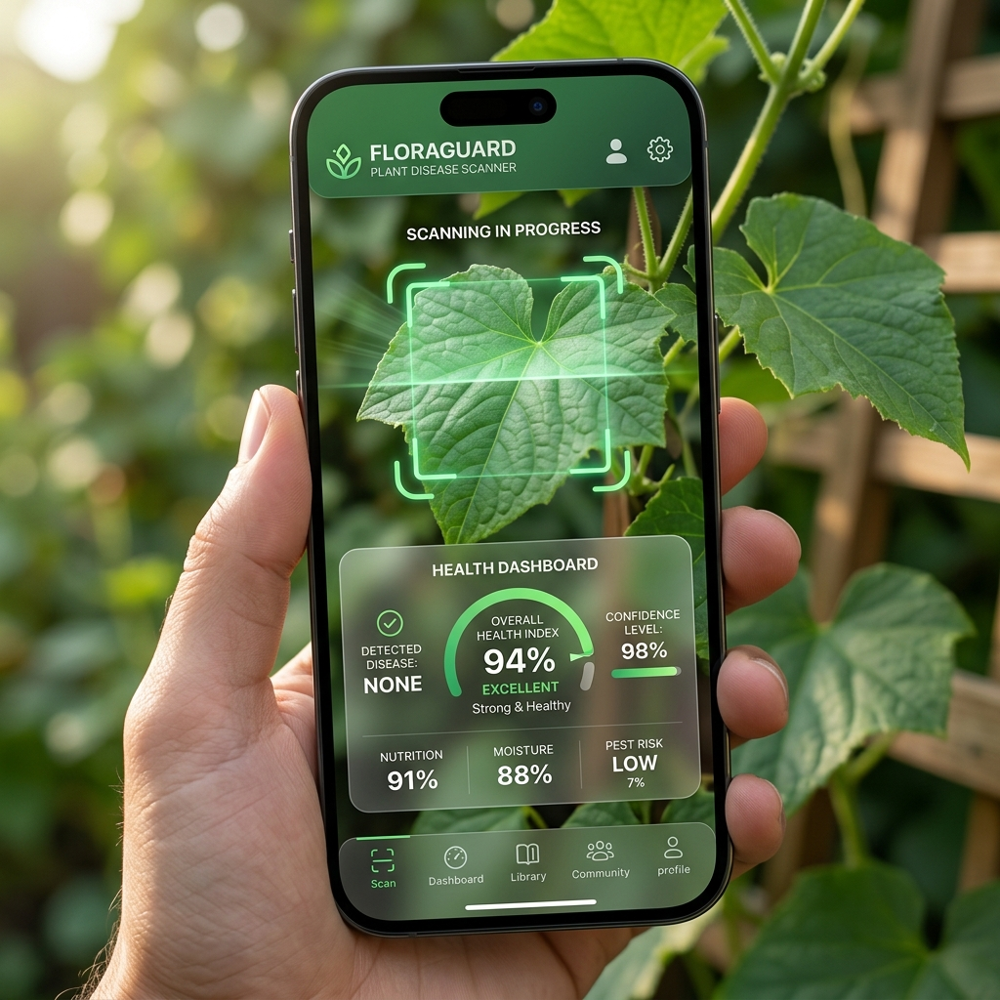 FLORAGUARD
PLANT DISEASE SCANNER
SCANNING IN PROGRESS
HEALTH DASHBOARD
DETECTED
DISEASE:
NONE
OVERALL
HEALTH INDEX
94%
EXCELLENT
Strong & Healthy
CONFIDENCE
LEVEL:
98%
NUTRITION
91%
MOISTURE
88%
PEST RISK
LOW
7%
Scan
Dashboard
Library
Community
profile